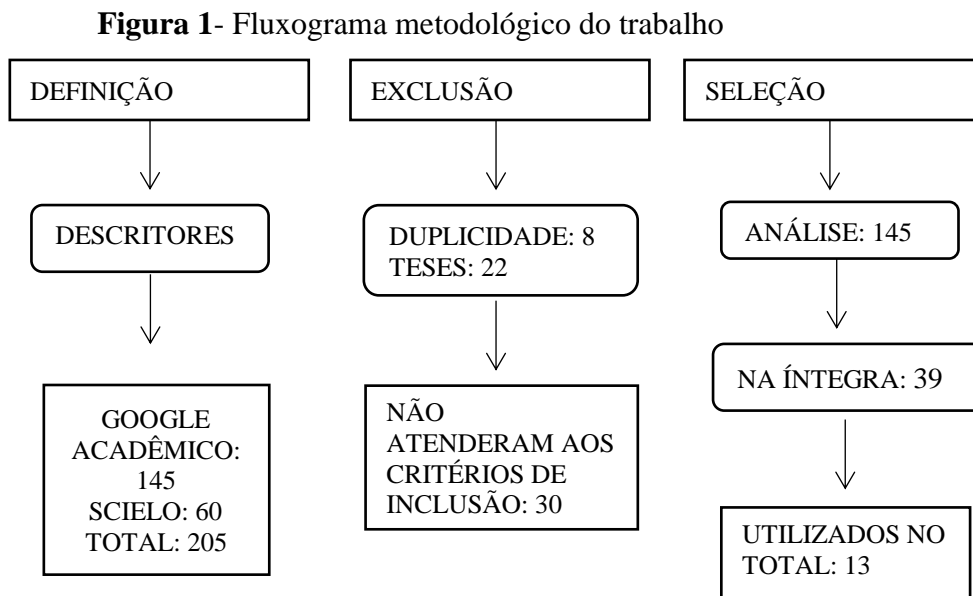 Figura 1- Fluxograma metodológico do trabalho
DEFINIÇÃO
DESCRITORES
GOOGLE
ACADÊMICO:
145
SCIELO: 60
TOTAL: 205
EXCLUSÃO
DUPLICIDADE: 8
TESES: 22
NÃO
ATENDERAM AOS
CRITÉRIOS DE
INCLUSÃO: 30
SELEÇÃO
ANÁLISE: 145
NA ÍNTEGRA: 39
UTILIZADOS NO
TOTAL: 13